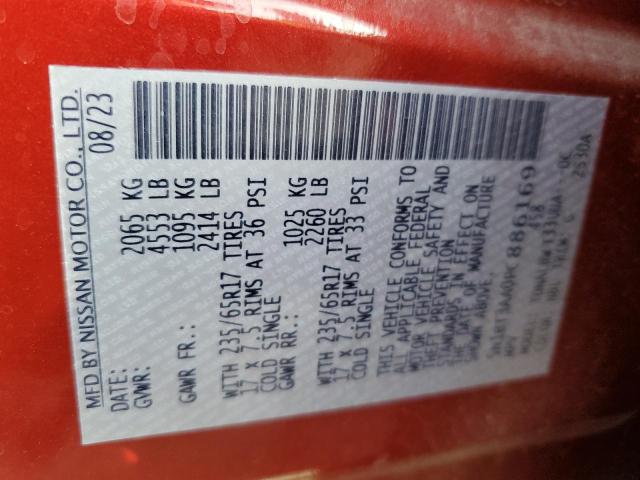 MFD BY NISSAN MOTOR CO., LTD.
DATE: 08/23
GVWR: 2065 KG
4553 LB
GAWR FR.: 1095 KG
2414 LB
WITH 235/65R17 TIRES
17 X 7.5 RIMS AT 36 PSI
COLD SINGLE
GAWR RR.: 1025 KG
2260 LB
WITH 235/65R17 TIRES
17 X 7.5 RIMS AT 33 PSI
COLD SINGLE
THIS VEHICLE CONFORMS TO
ALL APPLICABLE FEDERAL
MOTOR VEHICLE SAFETY AND
THEFT PREVENTION
STANDARDS IN EFFECT ON
THE DATE OF MANUFACTURE
SHOWN ABOVE.
886169
MPV
MODEL
2930A